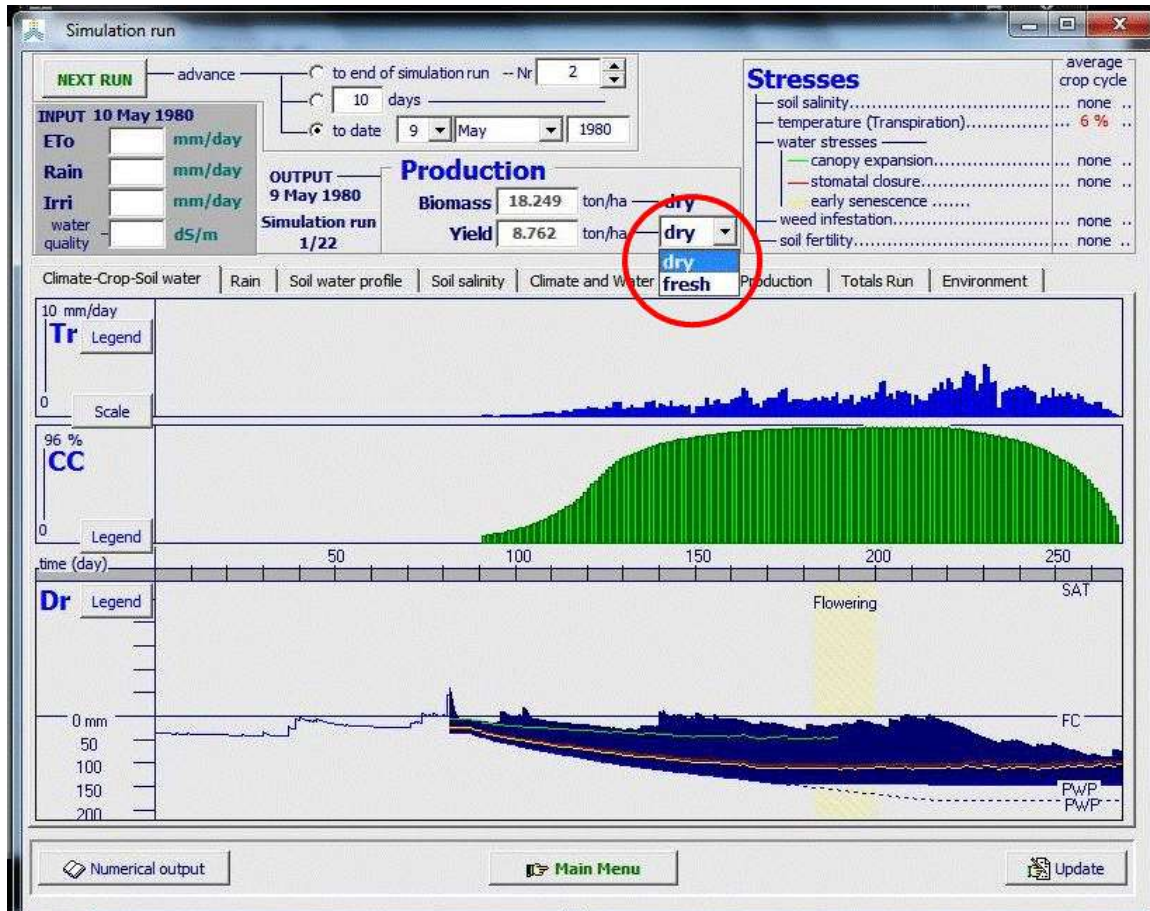 Simulation run
NEXT RUN advance to end of simulation run -- Nr 2
10 days
to date 9 May 1980
INPUT 10 May 1980
ETo mm/day
Rain mm/day
Irri mm/day
water quality dS/m
OUTPUT
9 May 1980
Simulation run
1/22
Production
Biomass 18.249 ton/ha dry
Yield 8.762 ton/ha dry
dry
fresh
Stresses average crop cycle
soil salinity none
temperature (Transpiration) 6 %
water stresses
canopy expansion none
stomatal closure none
early senescence
weed infestation none
soil fertility none
Climate-Crop-Soil water Rain Soil water profile Soil salinity Climate and Water Production Totals Run Environment
10 mm/day
Tr Legend
0 Scale
96 %
CC
0 Legend
time (day) 50 100 150 200 250
Dr Legend Flowering SAT
0 mm FC
50
100
150 PWP
200 PWP
Numerical output Main Menu Update